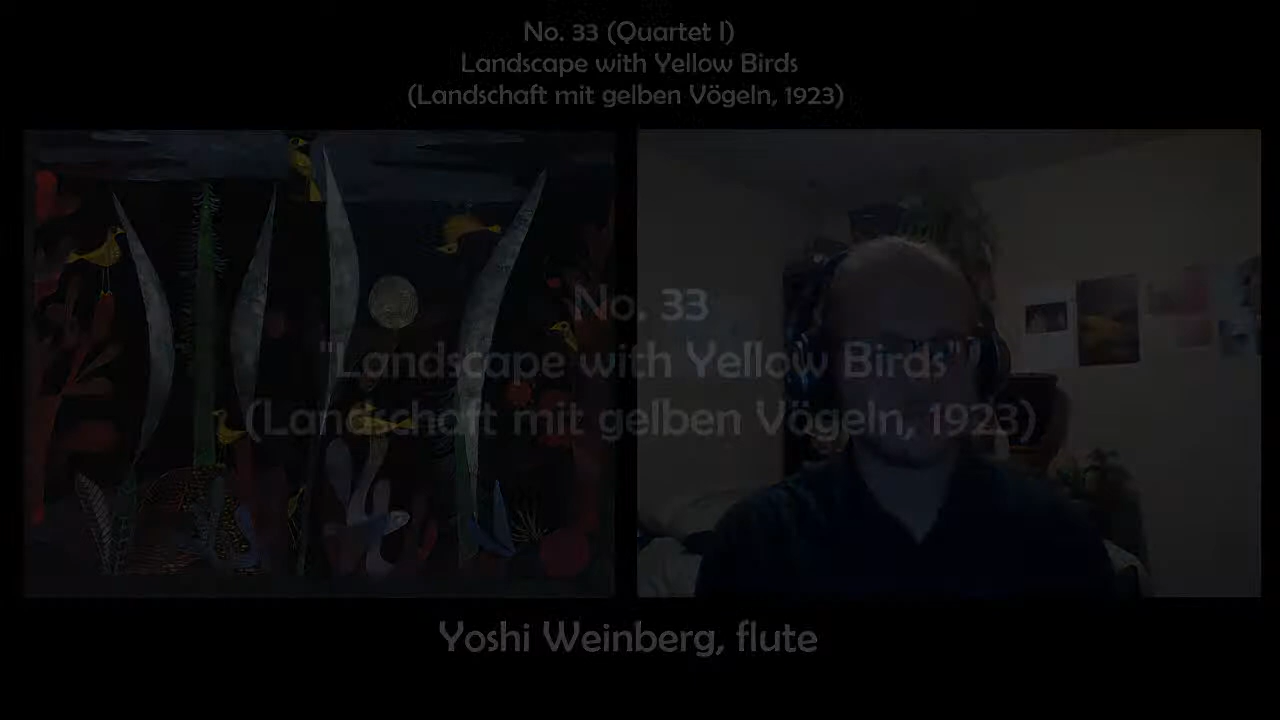 No. 33 (Quartet I)
Landscape with Yellow Birds
(Landschaft mit gelben Vögeln, 1923)
No. 33
"Landscape with Yellow Birds"
(Landschaft mit gelben Vögeln, 1923)
Yoshi Weinberg, flute